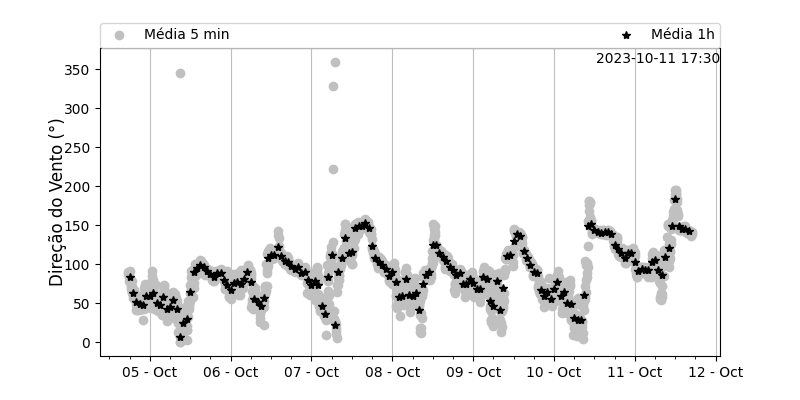 Média 5 min
Média 1h
2023-10-11 17:30
Direção do Vento (°)
350
300
250
200
150
100
50
0
05 - Oct
06 - Oct
07 - Oct
08 - Oct
09 - Oct
10 - Oct
11 - Oct
12 - Oct